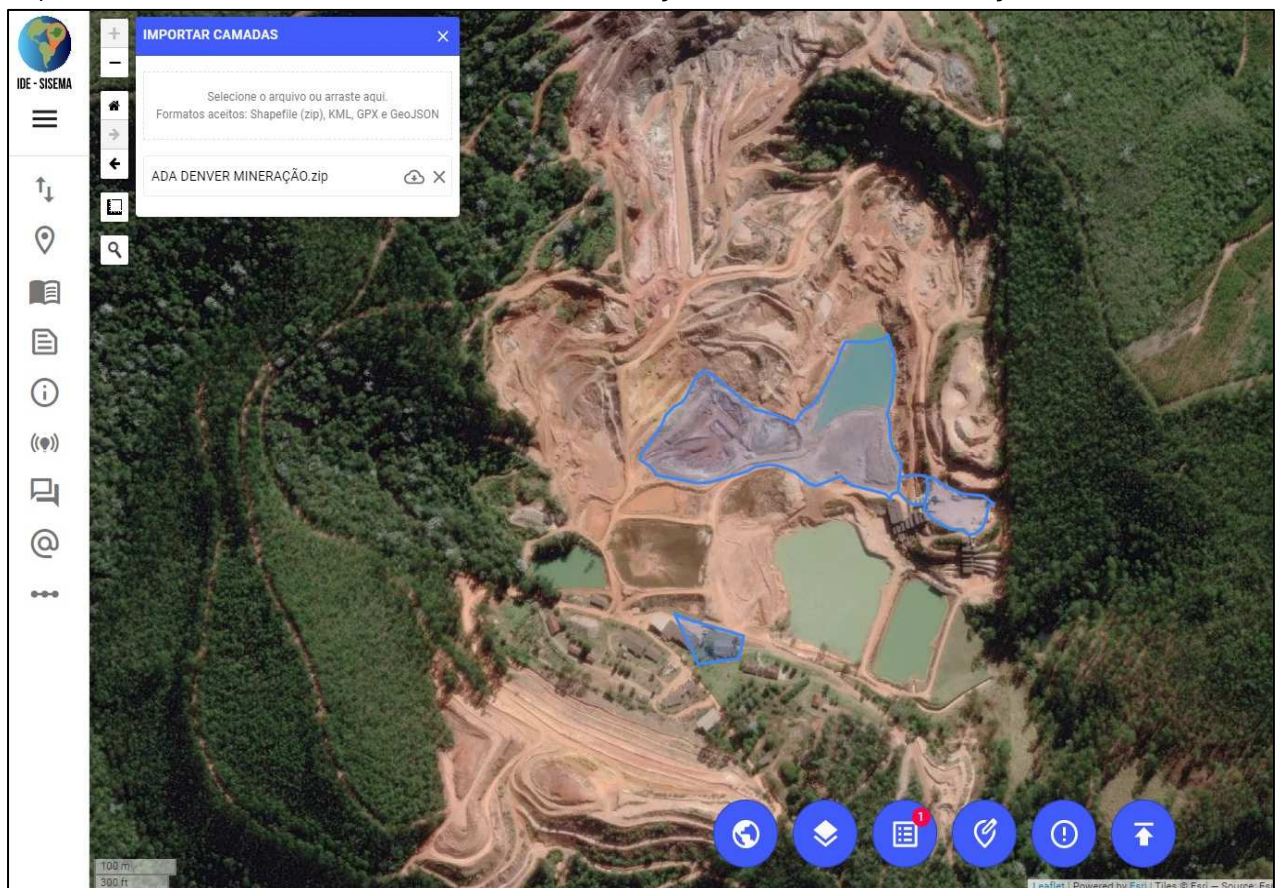 IDE - SISEMA
IMPORTAR CAMADAS
Selecione o arquivo ou arraste aqui.
Formatos aceitos: Shapefile (zip), KML, GPX e GeoJSON
ADA DENVER MINERAÇÃO.zip
1
100 m
300 ft
Leaflet | Powered by Esri | Tiles © Esri — Source: